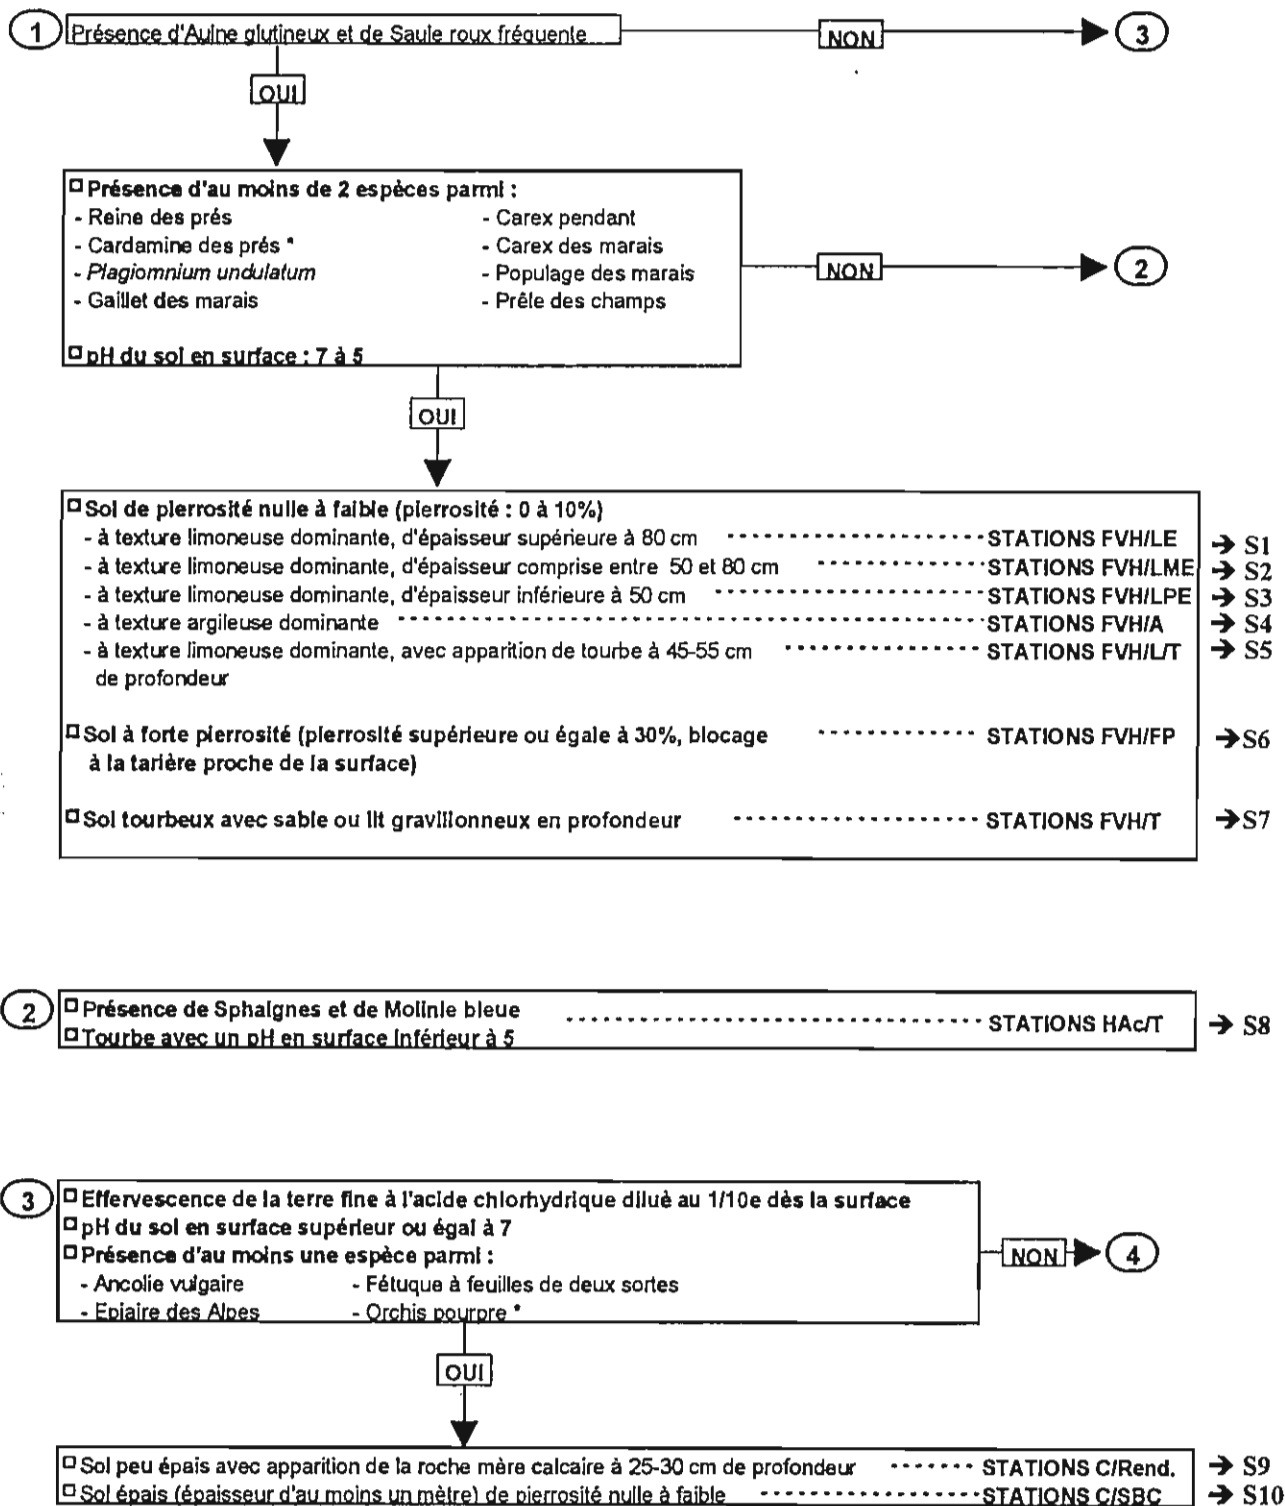 1 Présence d'Aulne glutineux et de Saule roux fréquente NON 3
OUI
Présence d'au moins de 2 espèces parmi :
- Reine des prés - Carex pendant
- Cardamine des prés * - Carex des marais
- Plagiomnium undulatum - Populage des marais
- Gaillet des marais - Prêle des champs
NON 2
pH du sol en surface : 7 à 5
OUI
Sol de pierrosité nulle à faible (pierrosité : 0 à 10%)
- à texture limoneuse dominante, d'épaisseur supérieure à 80 cm STATIONS FVH/LE → S1
- à texture limoneuse dominante, d'épaisseur comprise entre 50 et 80 cm STATIONS FVH/LME → S2
- à texture limoneuse dominante, d'épaisseur inférieure à 50 cm STATIONS FVH/LPE → S3
- à texture argileuse dominante STATIONS FVH/A → S4
- à texture limoneuse dominante, avec apparition de tourbe à 45-55 cm STATIONS FVH/L/T → S5
de profondeur
Sol à forte pierrosité (pierrosité supérieure ou égale à 30%, blocage STATIONS FVH/FP → S6
à la tarière proche de la surface)
Sol tourbeux avec sable ou lit gravillonneux en profondeur STATIONS FVH/T → S7
2 Présence de Sphaignes et de Molinie bleue
STATIONS HAc/T → S8
Tourbe avec un pH en surface inférieur à 5
3 Effervescence de la terre fine à l'acide chlorhydrique dilué au 1/10e dès la surface
pH du sol en surface supérieur ou égal à 7
Présence d'au moins une espèce parmi :
NON 4
- Ancolie vulgaire - Fétuque à feuilles de deux sortes
- Epiaire des Alpes - Orchis pourpre *
OUI
Sol peu épais avec apparition de la roche mère calcaire à 25-30 cm de profondeur STATIONS C/Rend. → S9
Sol épais (épaisseur d'au moins un mètre) de pierrosité nulle à faible STATIONS C/SBC → S10